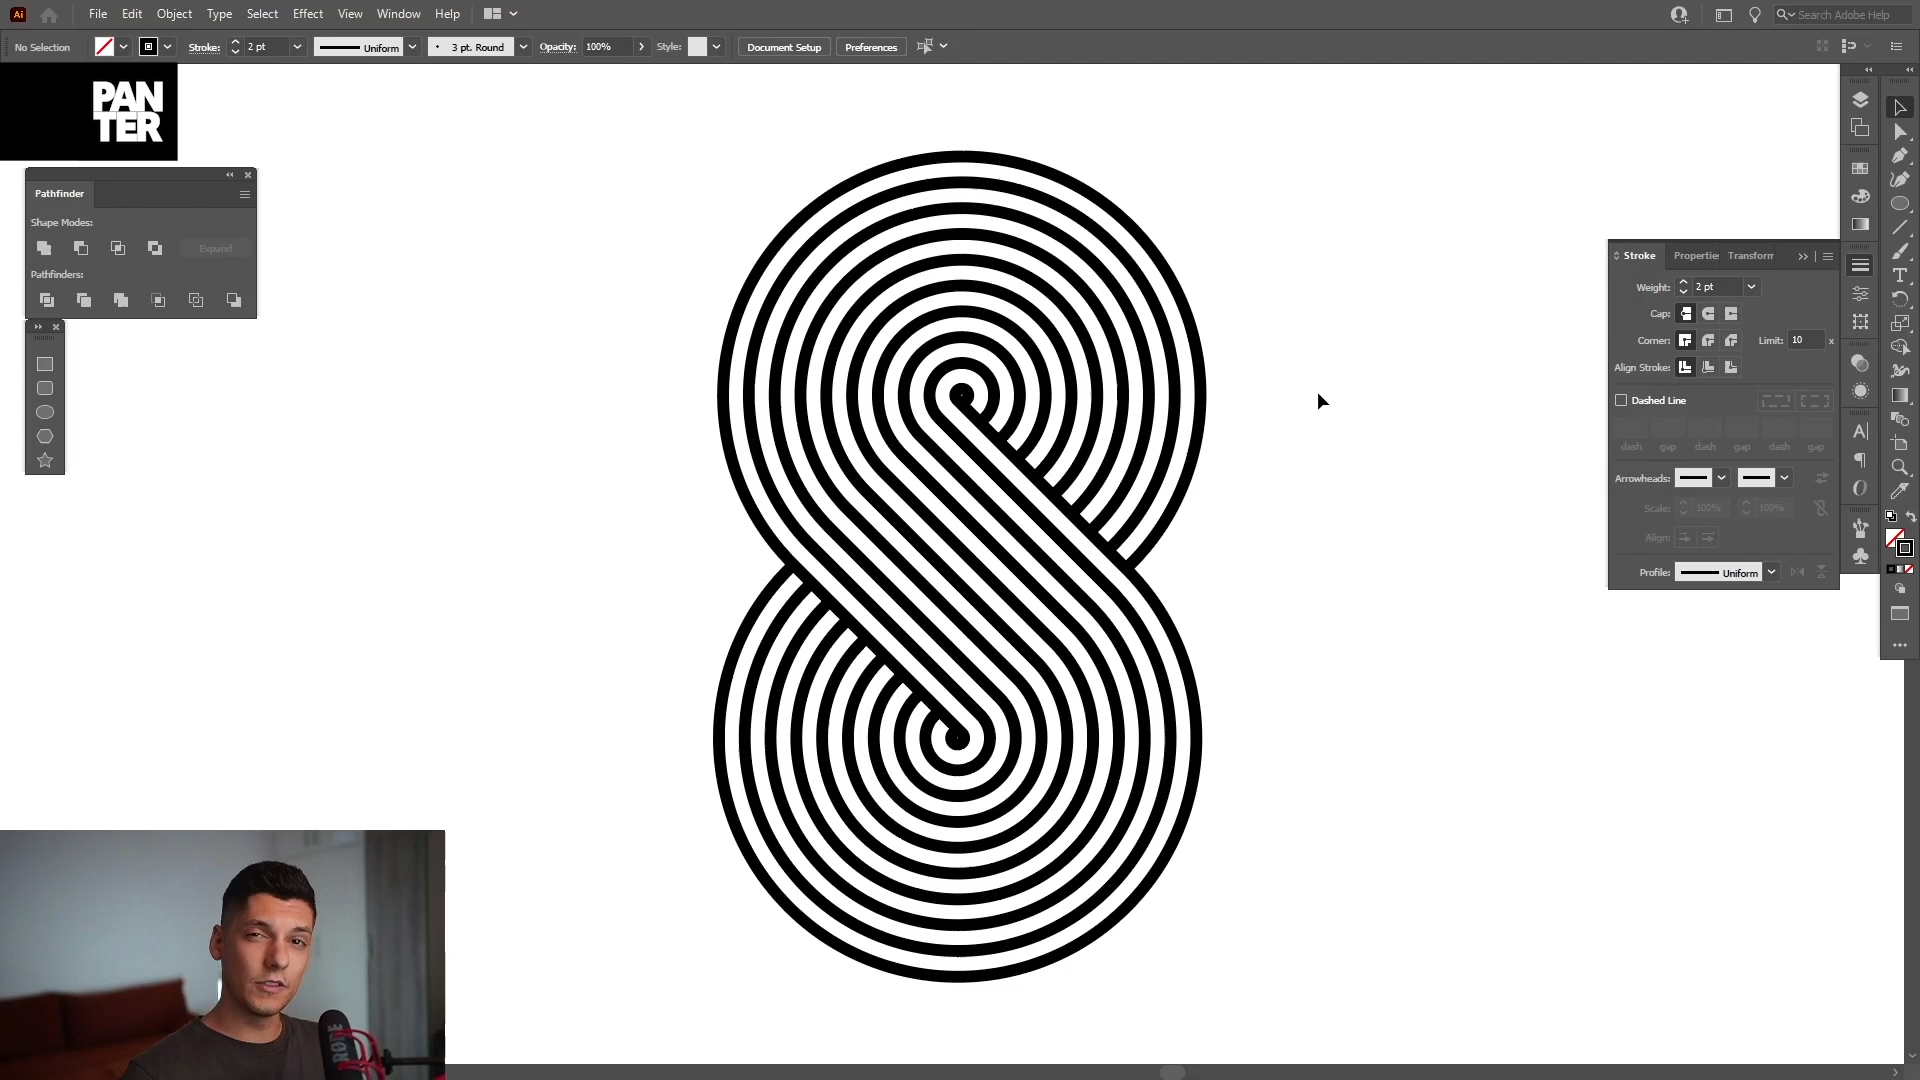 Ai File Edit Object Type Select Effect View Window Help Search Adobe Help
No Selection Stroke: 2 pt Uniform 3 pt. Round Opacity: 100% Style: Document Setup Preferences
PAN
TER
Pathfinder
Shape Modes:
Expand
Pathfinders:
Stroke Properties Transform
Weight: 2 pt
Cap:
Corner: Limit: 10 x
Align Stroke:
Dashed Line
dash gap dash gap dash gap
Arrowheads:
Scale: 100% 100%
Align:
Profile: Uniform
RØDE